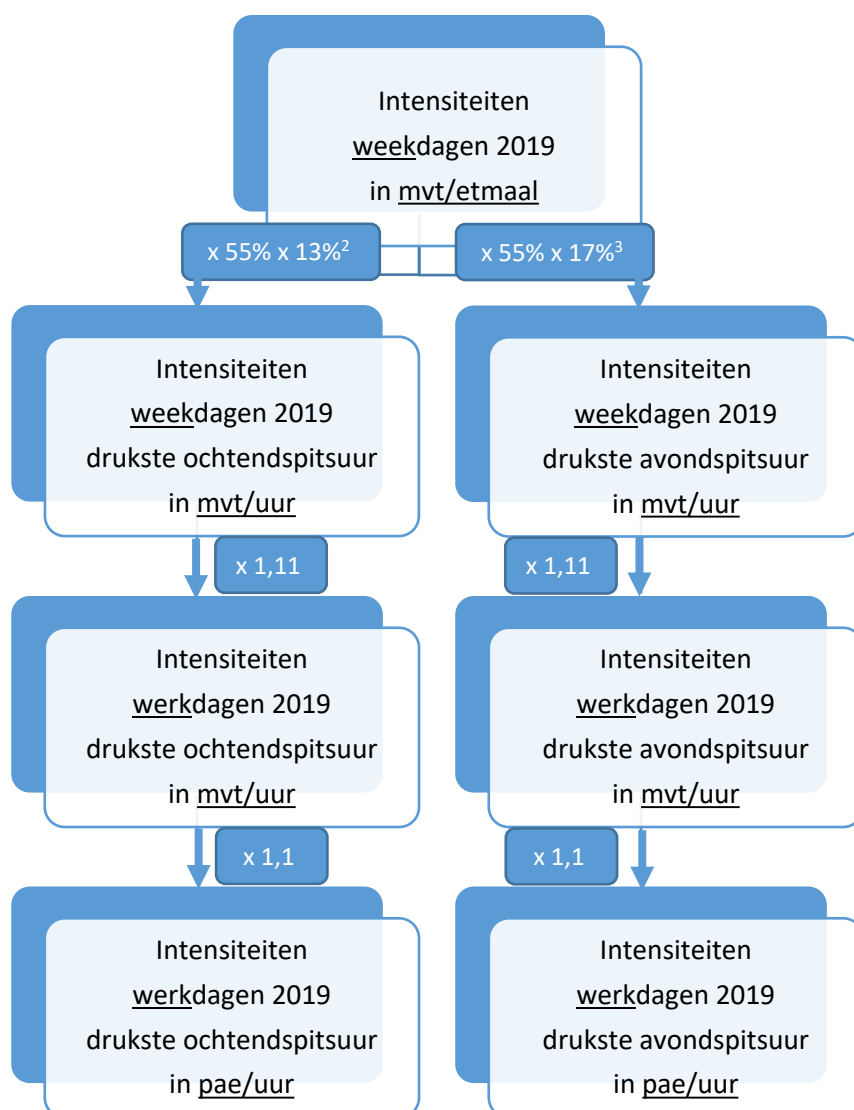 Intensiteiten
weekdagen 2019
in mvt/etmaal
x 55% x 13%²
x 55% x 17%³
Intensiteiten
weekdagen 2019
drukste ochtendspitsuur
in mvt/uur
Intensiteiten
weekdagen 2019
drukste avondspitsuur
in mvt/uur
x 1,11
x 1,11
Intensiteiten
werkdagen 2019
drukste ochtendspitsuur
in mvt/uur
Intensiteiten
werkdagen 2019
drukste avondspitsuur
in mvt/uur
x 1,1
x 1,1
Intensiteiten
werkdagen 2019
drukste ochtendspitsuur
in pae/uur
Intensiteiten
werkdagen 2019
drukste avondspitsuur
in pae/uur